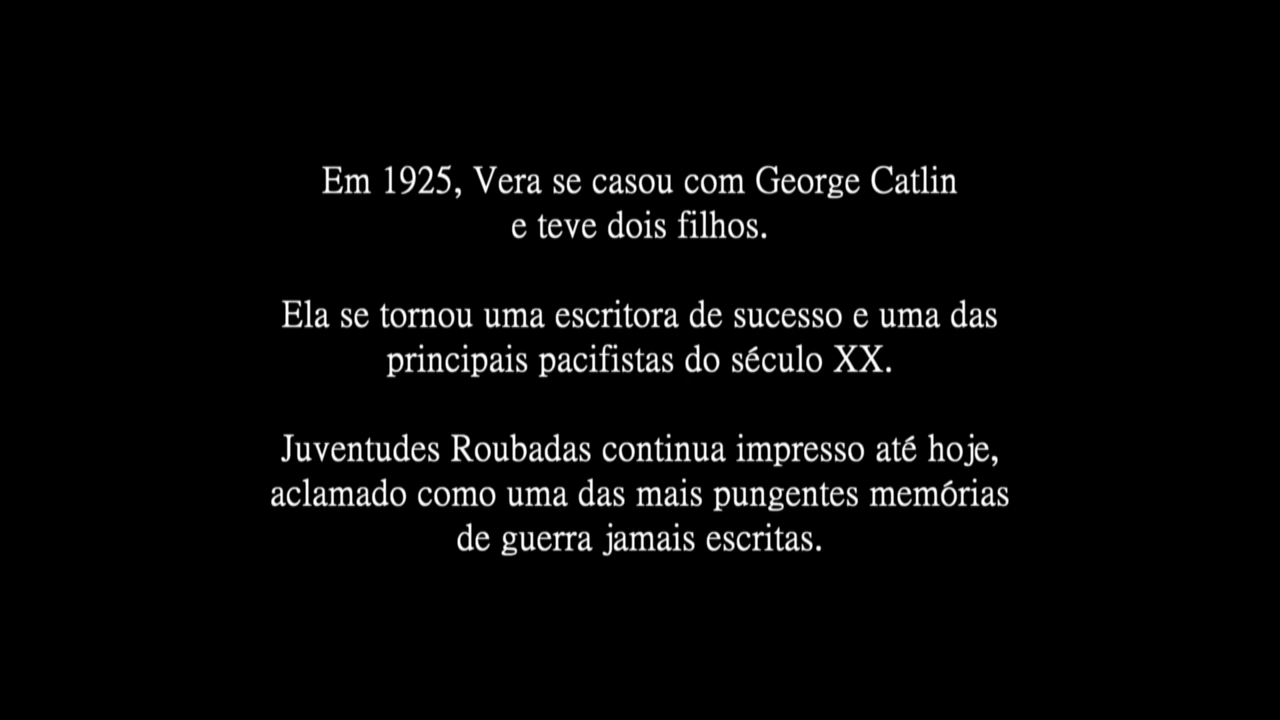 Em 1925, Vera se casou com George Catlin
e teve dois filhos.
Ela se tornou uma escritora de sucesso e uma das
principais pacifistas do século XX.
Juventudes Roubadas continua impresso até hoje,
aclamado como uma das mais pungentes memórias
de guerra jamais escritas.